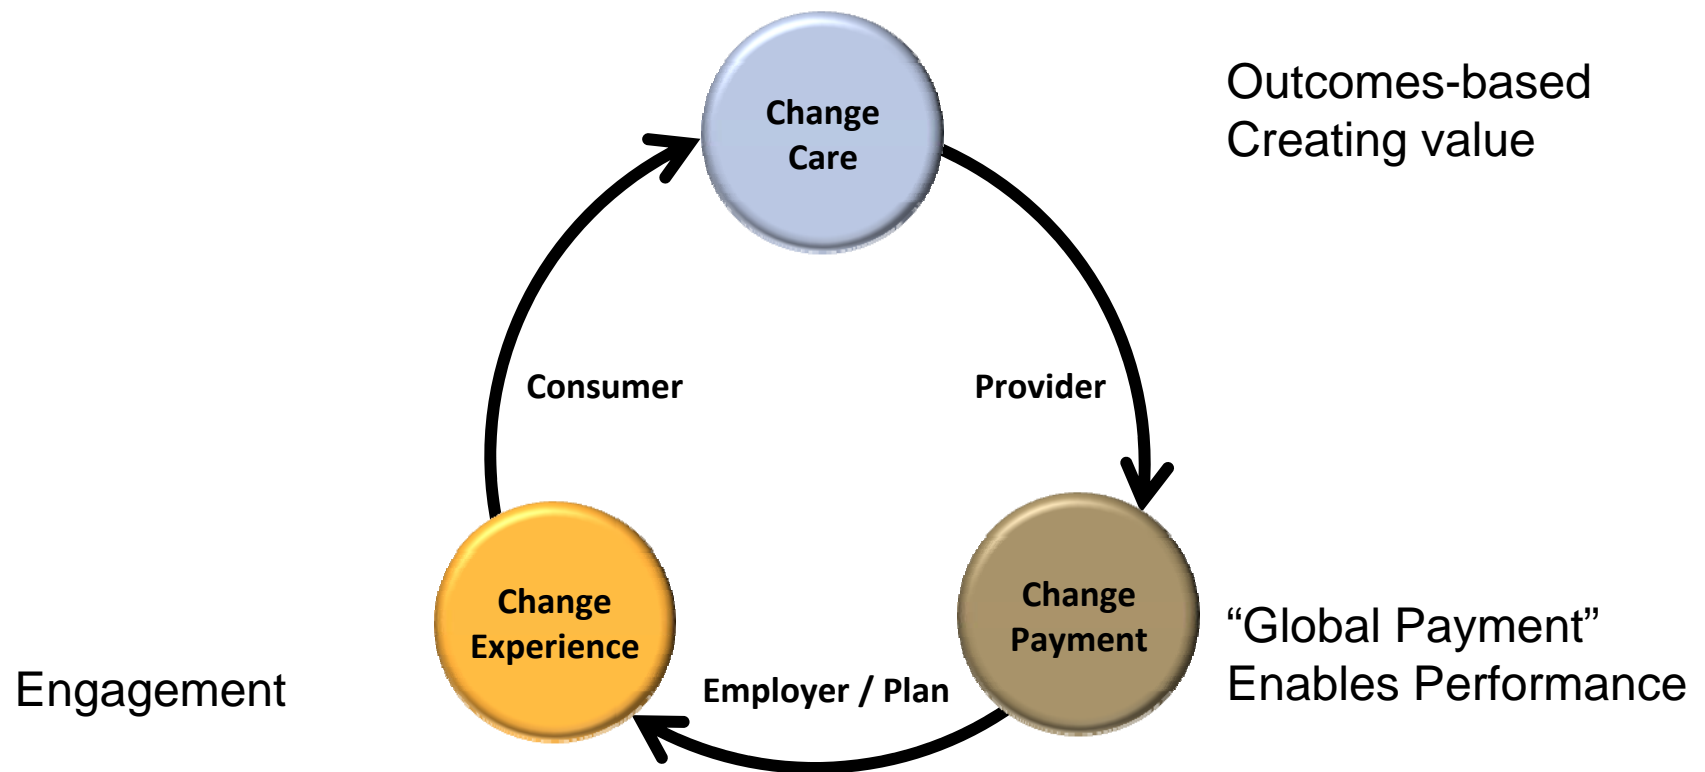 Change
Care
Outcomes-based
Creating value
Consumer
Provider
Change
Experience
Change
Payment
“Global Payment”
Enables Performance
Engagement
Employer / Plan